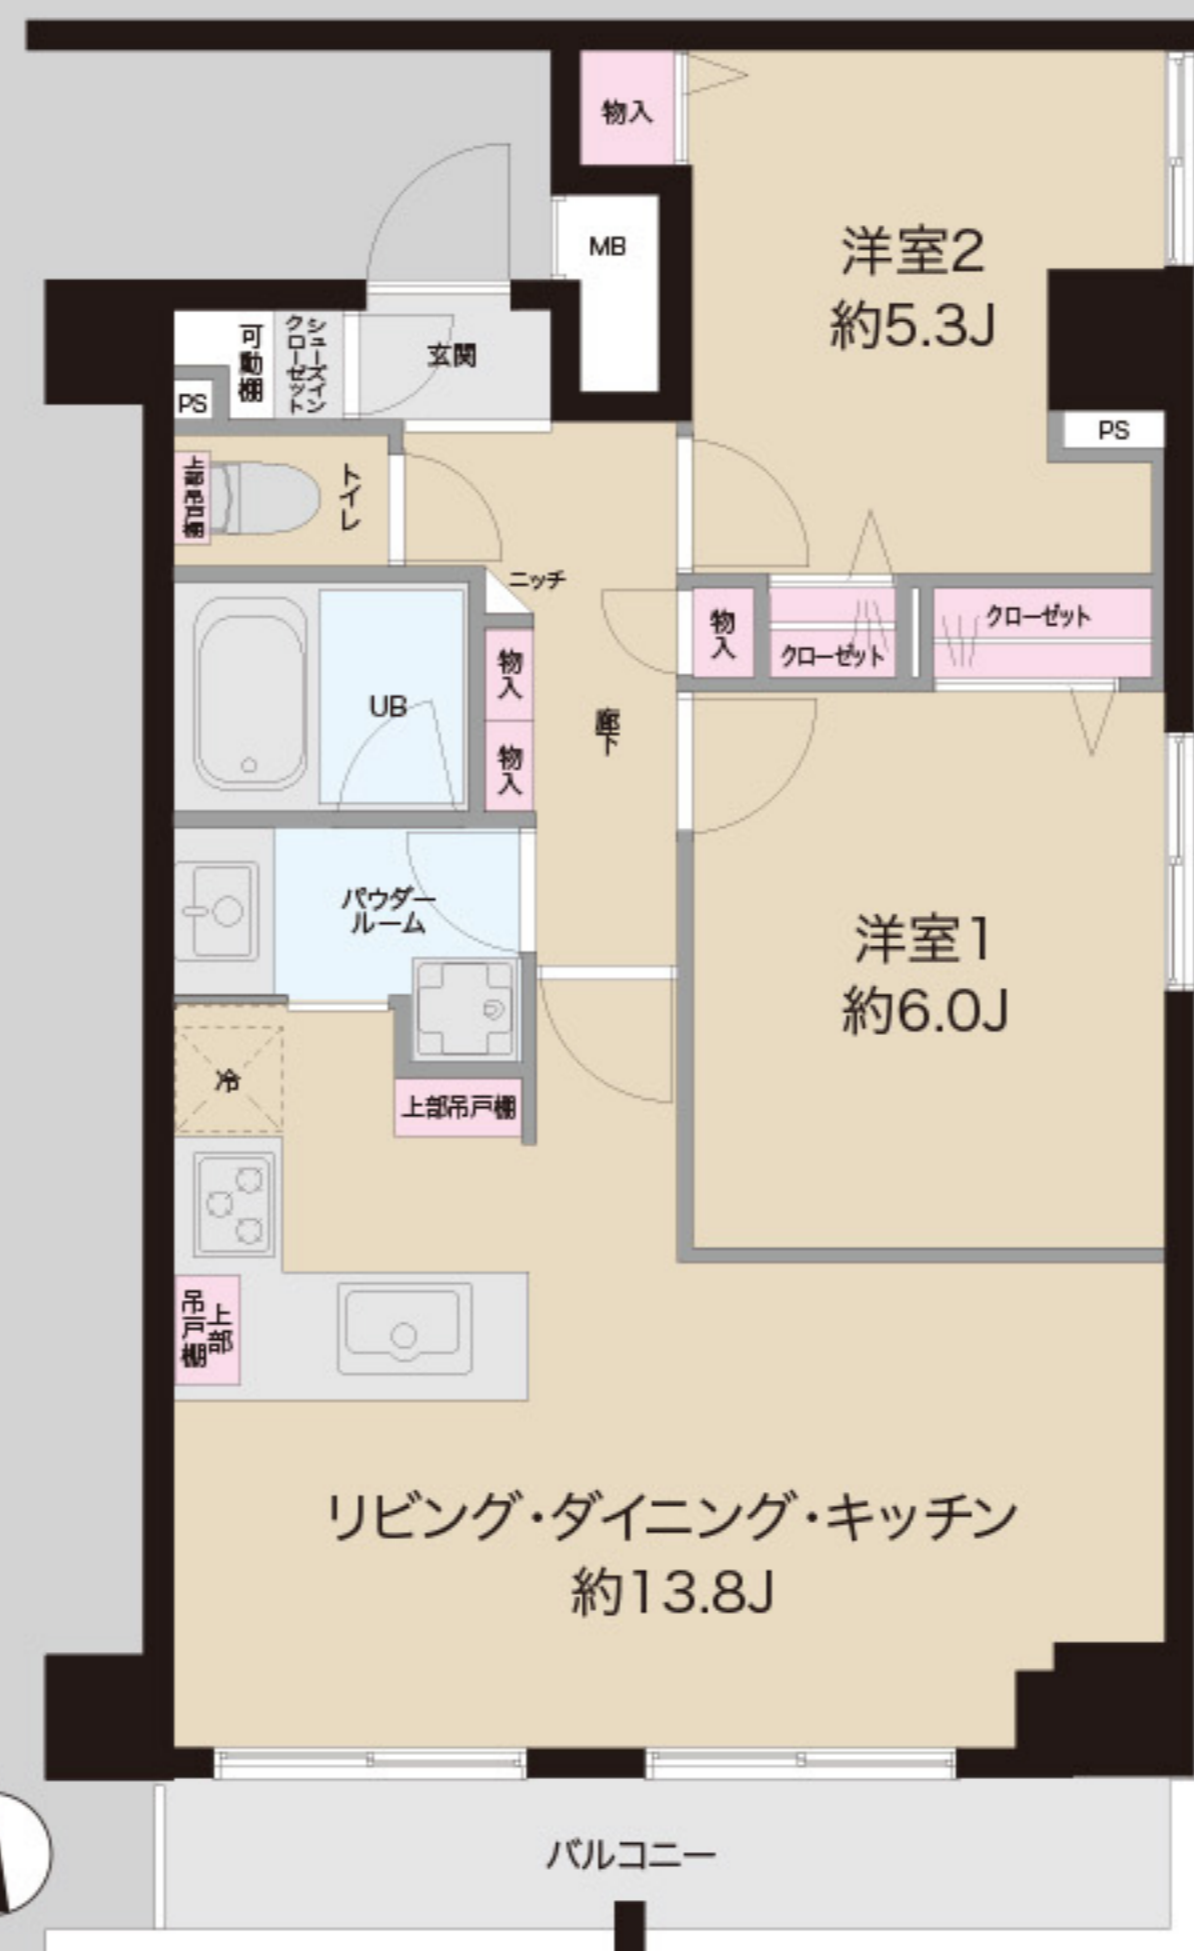 物入
MB
洋室2
約5.3J
可動棚
シューズイン
クローゼット
玄関
PS
PS
上部吊戸棚
トイレ
ニッチ
物入
クローゼット
クローゼット
物入
UB
廊下
物入
パウダー
ルーム
洋室1
約6.0J
冷
上部吊戸棚
上部
吊戸棚
リビング・ダイニング・キッチン
約13.8J
バルコニー